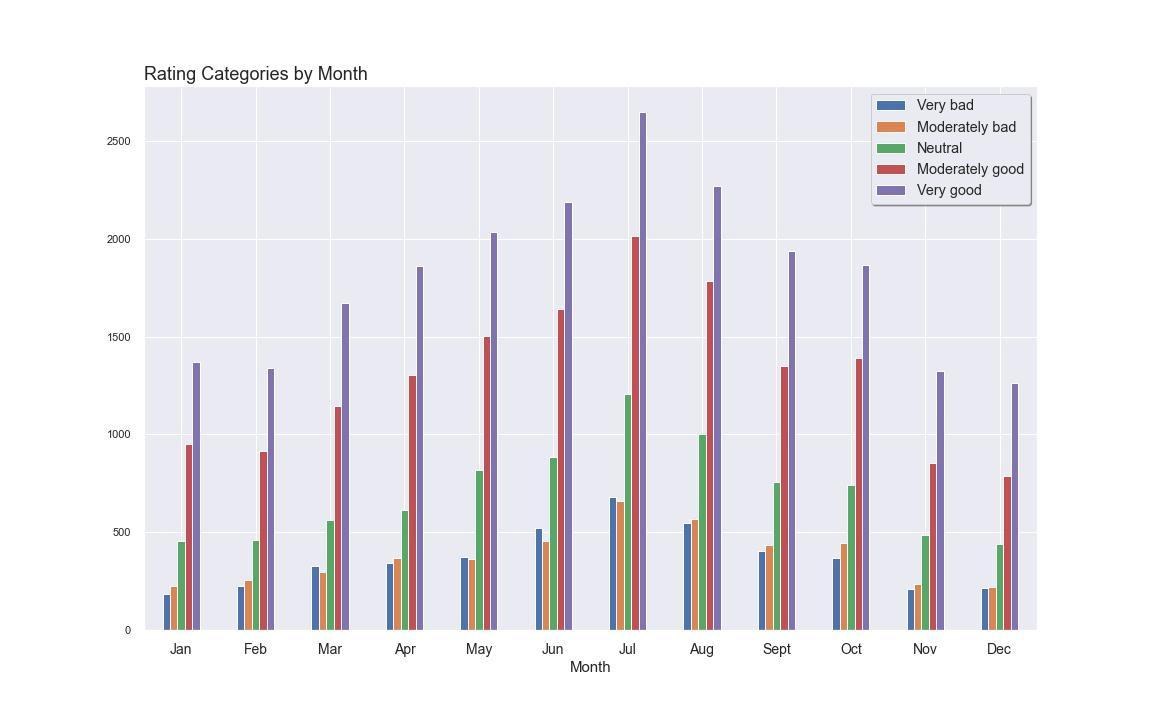 Rating Categories by Month
Very bad
Moderately bad
Neutral
Moderately good
Very good
2500
2000
1500
1000
500
0
Jan Feb Mar Apr May Jun Jul Aug Sept Oct Nov Dec
Month